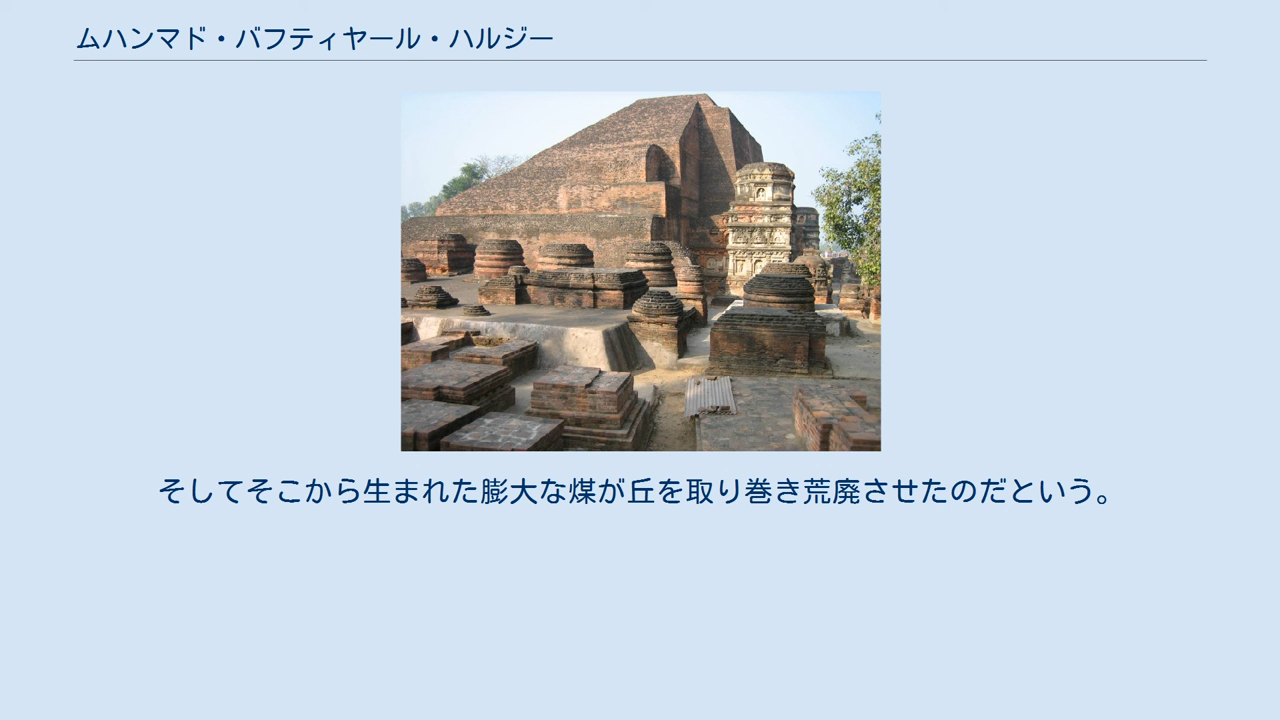 ムハンマド・バフティヤール・ハルジー
そしてそこから生まれた膨大な煤が丘を取り巻き荒廃させたのだという。